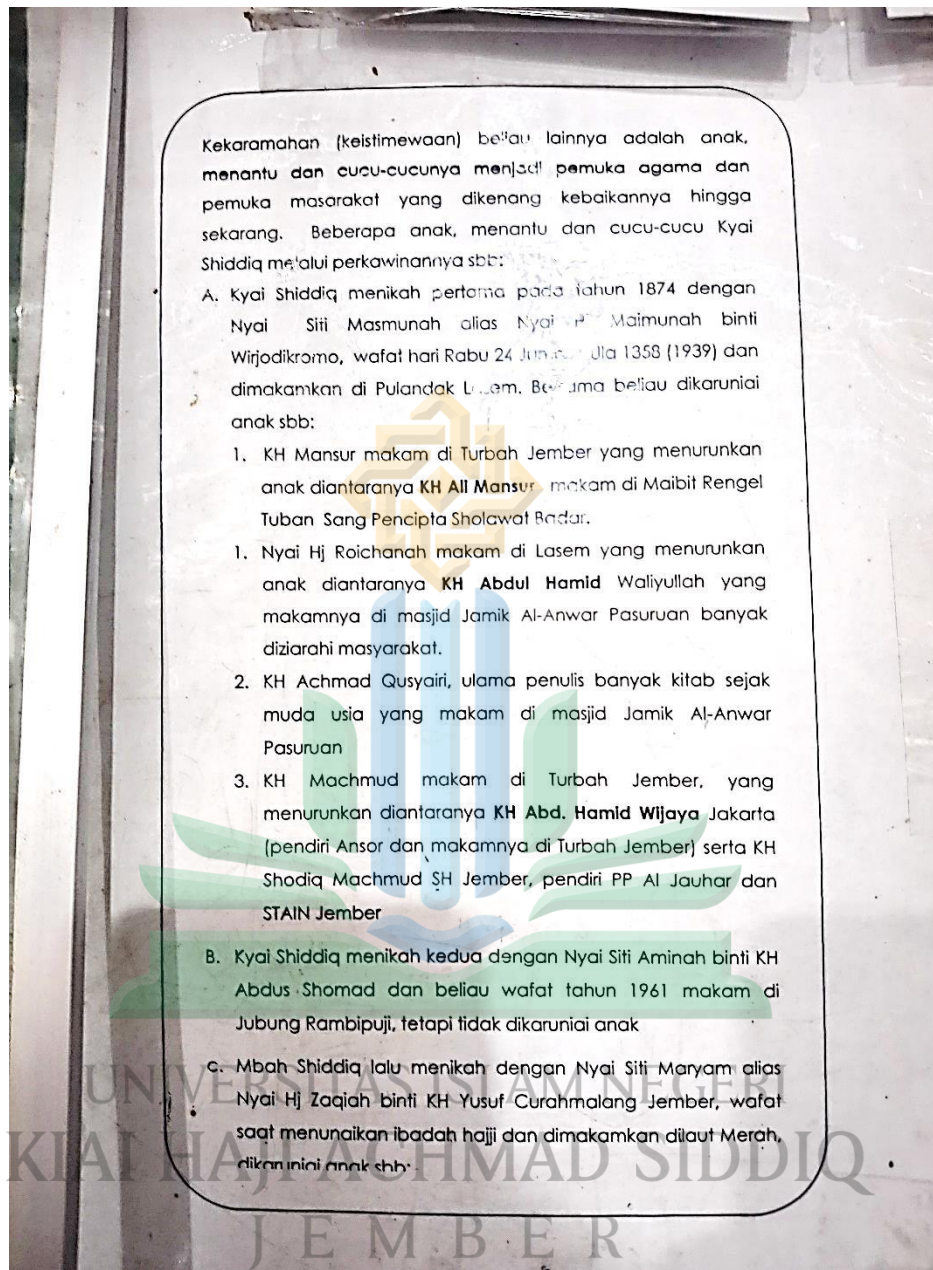 Kekaramahan (keistimewaan) beliau lainnya adalah anak,
menantu dan cucu-cucunya menjadi pemuka agama dan
pemuka masarakat yang dikenang kebaikannya hingga
sekarang. Beberapa anak, menantu dan cucu-cucu Kyai
Shiddiq melalui perkawinannya sbb:
A. Kyai Shiddiq menikah pertama pada tahun 1874 dengan
Nyai Siti Masmunah alias Nyai Maimunah binti
Wirjodikromo, wafat hari Rabu 24 1358 (1939) dan
dimakamkan di Pulandak Lasem. Bersama beliau dikaruniai
anak sbb:
1. KH Mansur makam di Turbah Jember yang menurunkan
anak diantaranya KH Ali Mansur makam di Maibit Rengel
Tuban Sang Pencipta Sholawat Badar.
1. Nyai Hj Roichanah makam di Lasem yang menurunkan
anak diantaranya KH Abdul Hamid Waliyullah yang
makamnya di masjid Jamik Al-Anwar Pasuruan banyak
diziarahi masyarakat.
2. KH Achmad Qusyairi, ulama penulis banyak kitab sejak
muda usia yang makam di masjid Jamik Al-Anwar
Pasuruan
3. KH Machmud makam di Turbah Jember, yang
menurunkan diantaranya KH Abd. Hamid Wijaya Jakarta
(pendiri Ansor dan makamnya di Turbah Jember) serta KH
Shodiq Machmud SH Jember, pendiri PP Al Jauhar dan
STAIN Jember
B. Kyai Shiddiq menikah kedua dengan Nyai Siti Aminah binti KH
Abdus Shomad dan beliau wafat tahun 1961 makam di
Jubung Rambipuji, tetapi tidak dikaruniai anak
C. Mbah Shiddiq lalu menikah dengan Nyai Siti Maryam alias
Nyai Hj Zaqiah binti KH Yusuf Curahmalang Jember, wafat
saat menunaikan ibadah hajji dan dimakamkan dilaut Merah,
dikaruniai anak sbb:
UNIVERSITAS ISLAM NEGERI
KIAI HAJI ACHMAD SIDDIQ
JEMBER